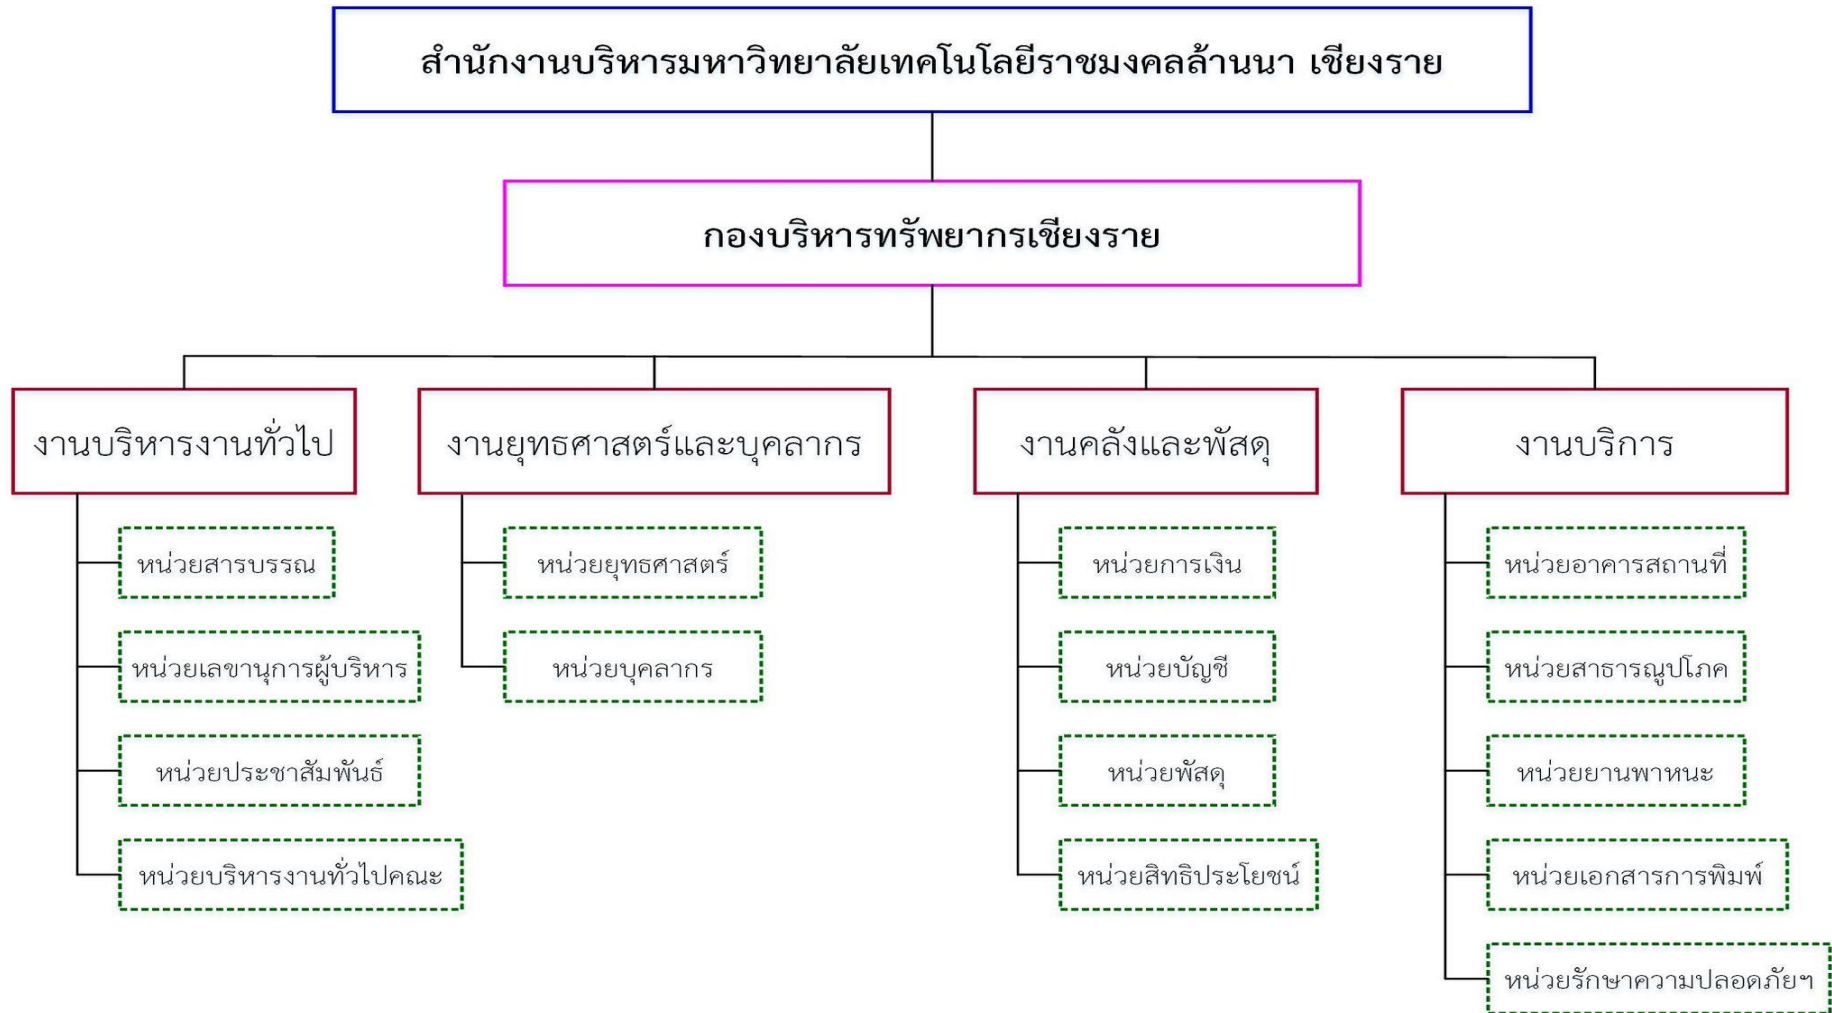 สำนักงานบริหารมหาวิทยาลัยเทคโนโลยีราชมงคลล้านนา เชียงราย
กองบริหารทรัพยากรเชียงราย
งานบริหารงานทั่วไป
หน่วยสารบรรณ
หน่วยเลขานุการผู้บริหาร
หน่วยประชาสัมพันธ์
หน่วยบริหารงานทั่วไปคณะ
งานยุทธศาสตร์และบุคลากร
หน่วยยุทธศาสตร์
หน่วยบุคลากร
งานคลังและพัสดุ
หน่วยการเงิน
หน่วยบัญชี
หน่วยพัสดุ
หน่วยสิทธิประโยชน์
งานบริการ
หน่วยอาคารสถานที่
หน่วยสาธารณูปโภค
หน่วยยานพาหนะ
หน่วยเอกสารการพิมพ์
หน่วยรักษาความปลอดภัยฯ